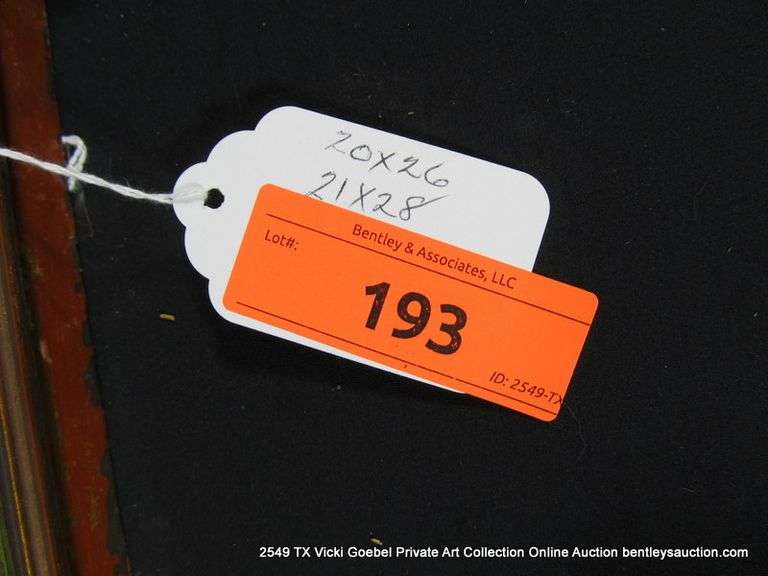 20X26
21X28
Bentley & Associates, LLC
Lot#:
193
ID: 2549-TX
2549 TX Vicki Goebel Private Art Collection Online Auction bentleysauction.com